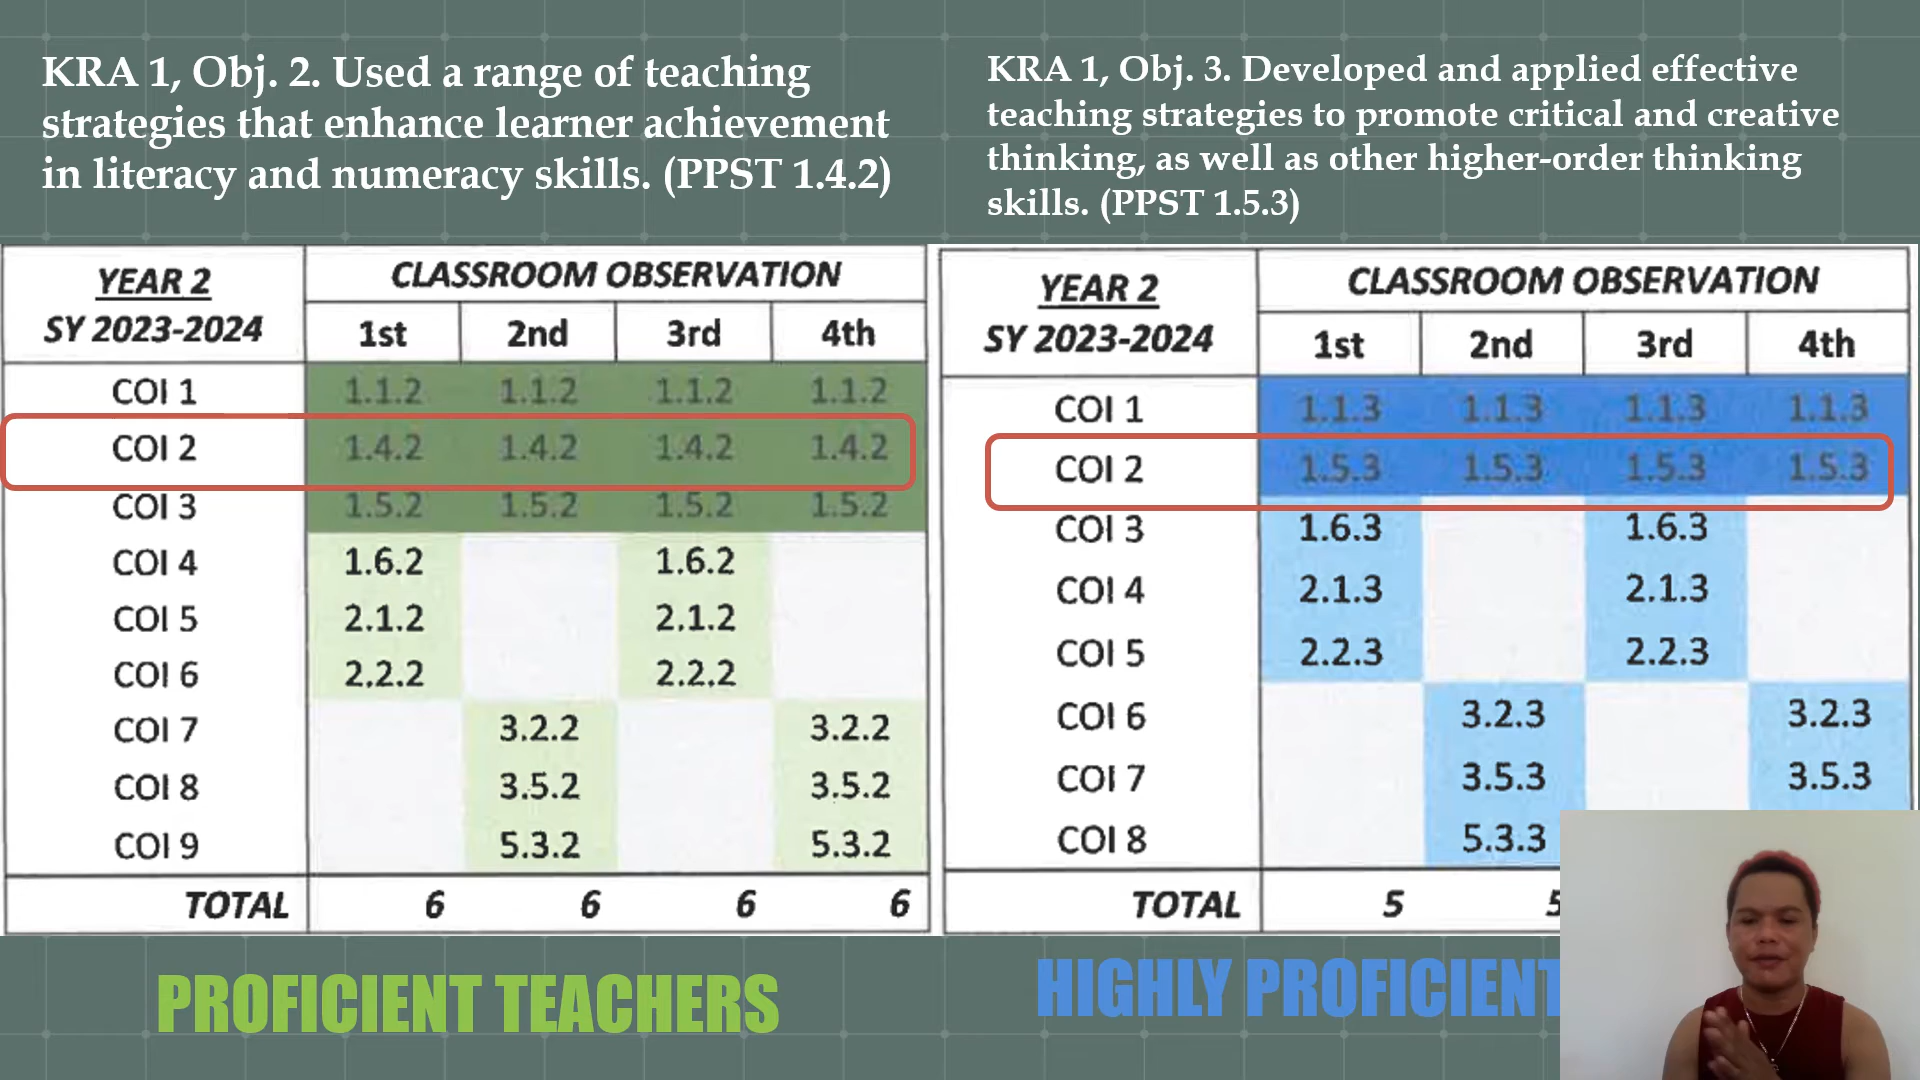 KRA 1, Obj. 2. Used a range of teaching
strategies that enhance learner achievement
in literacy and numeracy skills. (PPST 1.4.2)
KRA 1, Obj. 3. Developed and applied effective
teaching strategies to promote critical and creative
thinking, as well as other higher-order thinking
skills. (PPST 1.5.3)
YEAR 2
SY 2023-2024
CLASSROOM OBSERVATION
1st 2nd 3rd 4th
COI 1 1.1.2 1.1.2 1.1.2 1.1.2
COI 2 1.4.2 1.4.2 1.4.2 1.4.2
COI 3 1.5.2 1.5.2 1.5.2 1.5.2
COI 4 1.6.2 1.6.2
COI 5 2.1.2 2.1.2
COI 6 2.2.2 2.2.2
COI 7 3.2.2 3.2.2
COI 8 3.5.2 3.5.2
COI 9 5.3.2 5.3.2
TOTAL 6 6 6 6
YEAR 2
SY 2023-2024
CLASSROOM OBSERVATION
1st 2nd 3rd 4th
COI 1 1.1.3 1.1.3 1.1.3 1.1.3
COI 2 1.5.3 1.5.3 1.5.3 1.5.3
COI 3 1.6.3 1.6.3
COI 4 2.1.3 2.1.3
COI 5 2.2.3 2.2.3
COI 6 3.2.3 3.2.3
COI 7 3.5.3 3.5.3
COI 8 5.3.3
TOTAL 5 5
PROFICIENT TEACHERS
HIGHLY PROFICIENT